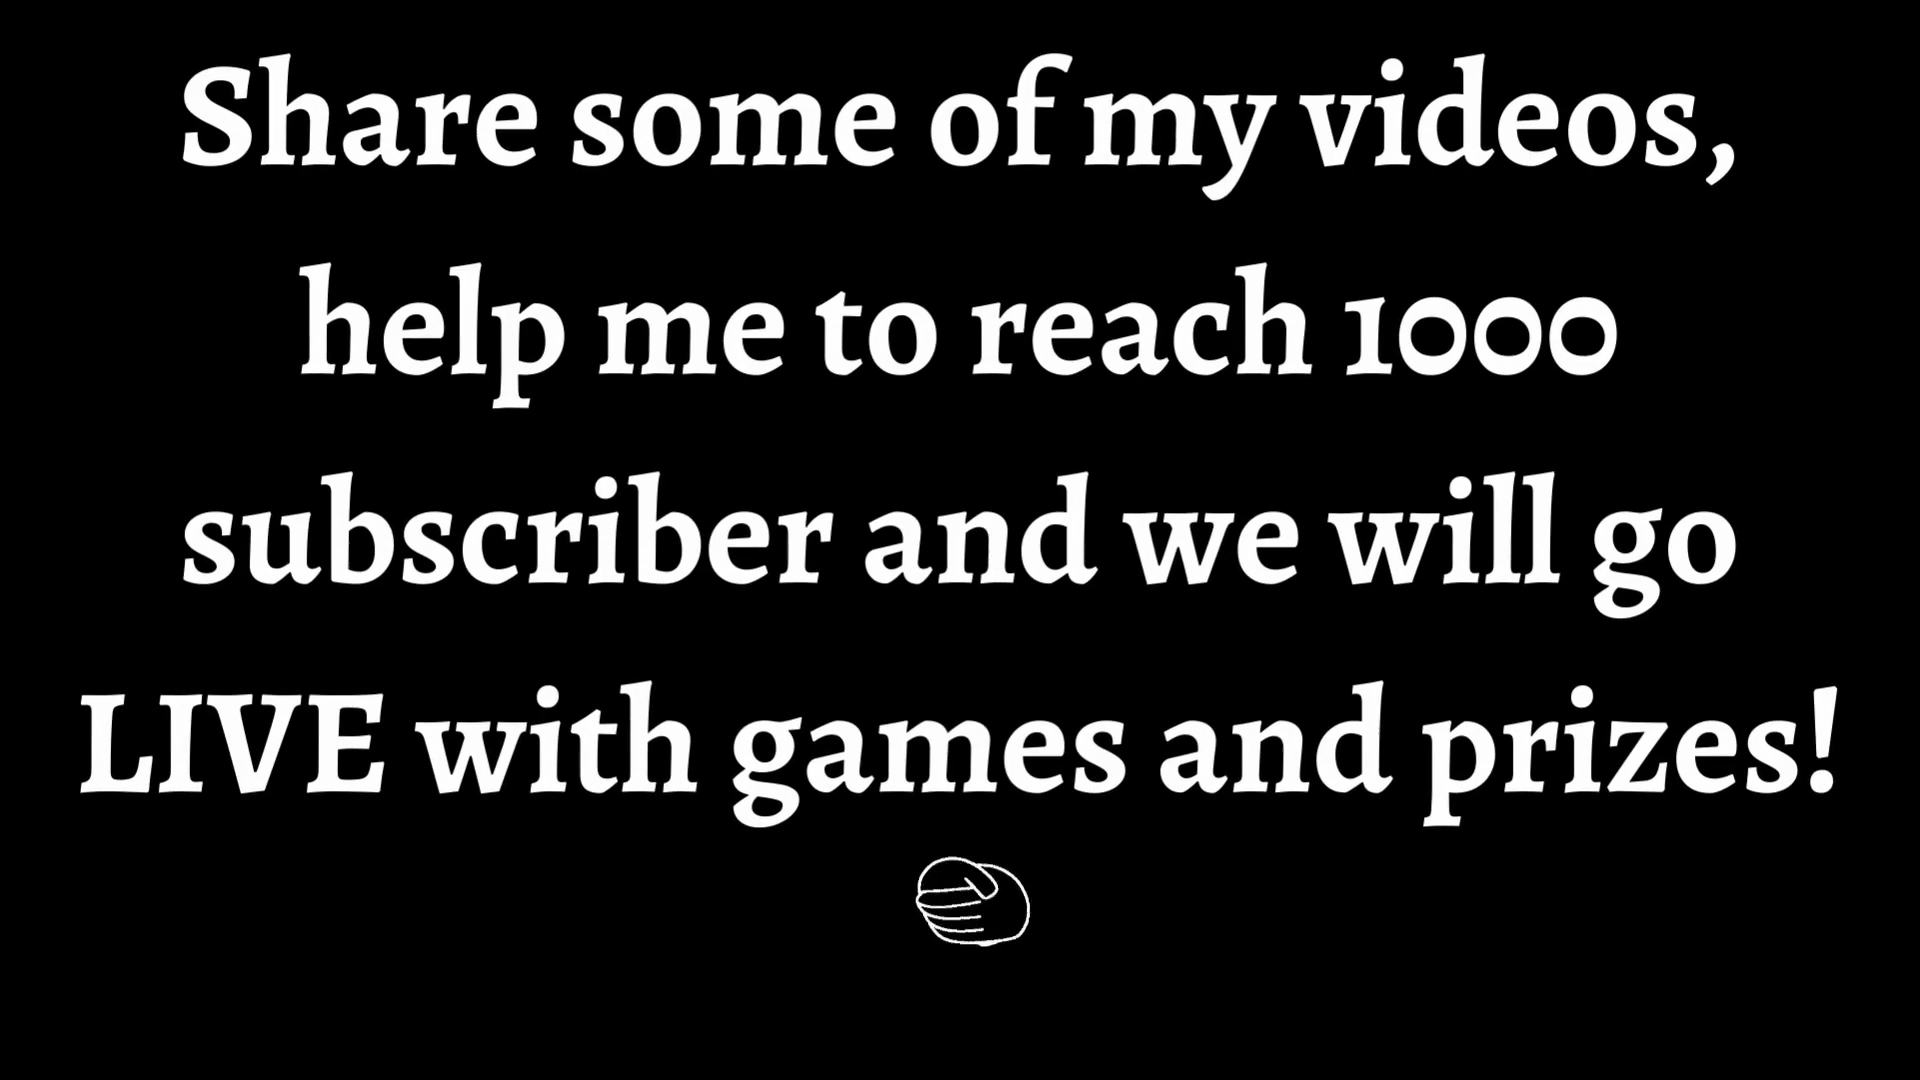 Share some of my videos,
help me to reach 1000
subscriber and we will go
LIVE with games and prizes!